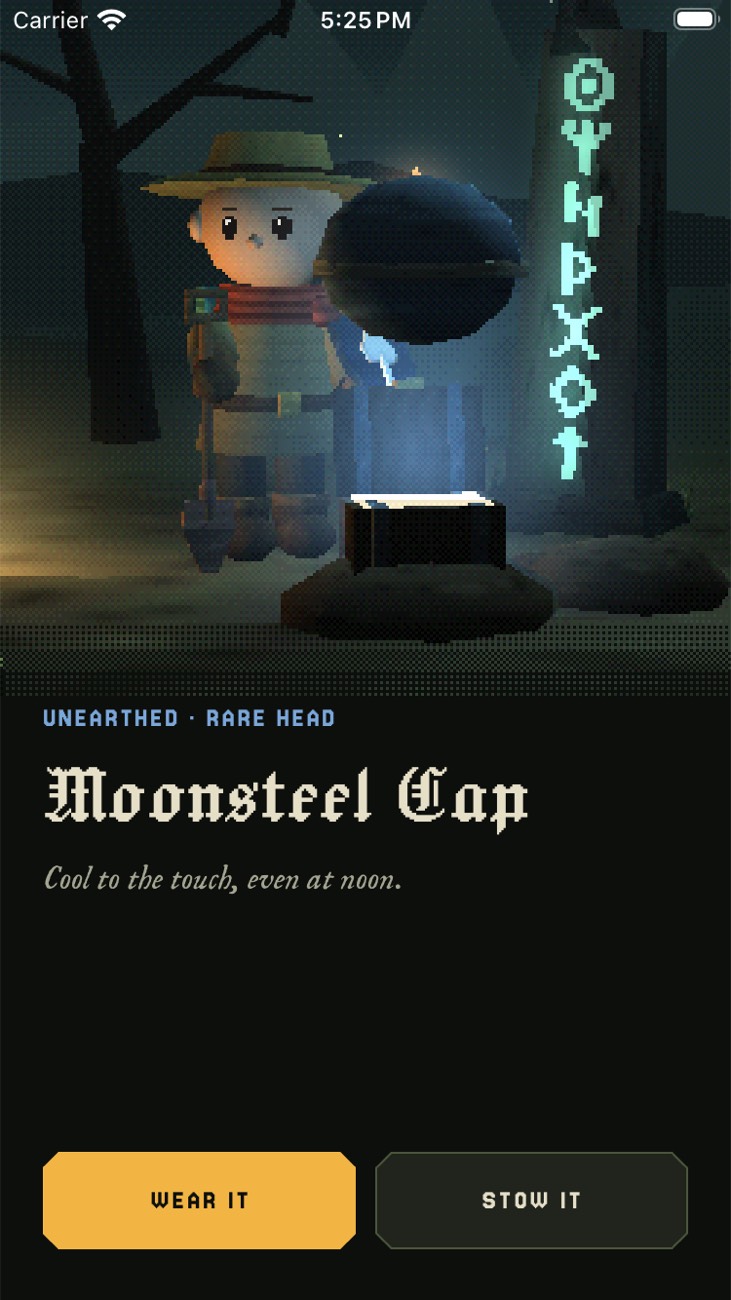 Carrier 5:25 PM
UNEARTHED · RARE HEAD
Moonsteel Cap
Cool to the touch, even at noon.
WEAR IT STOW IT